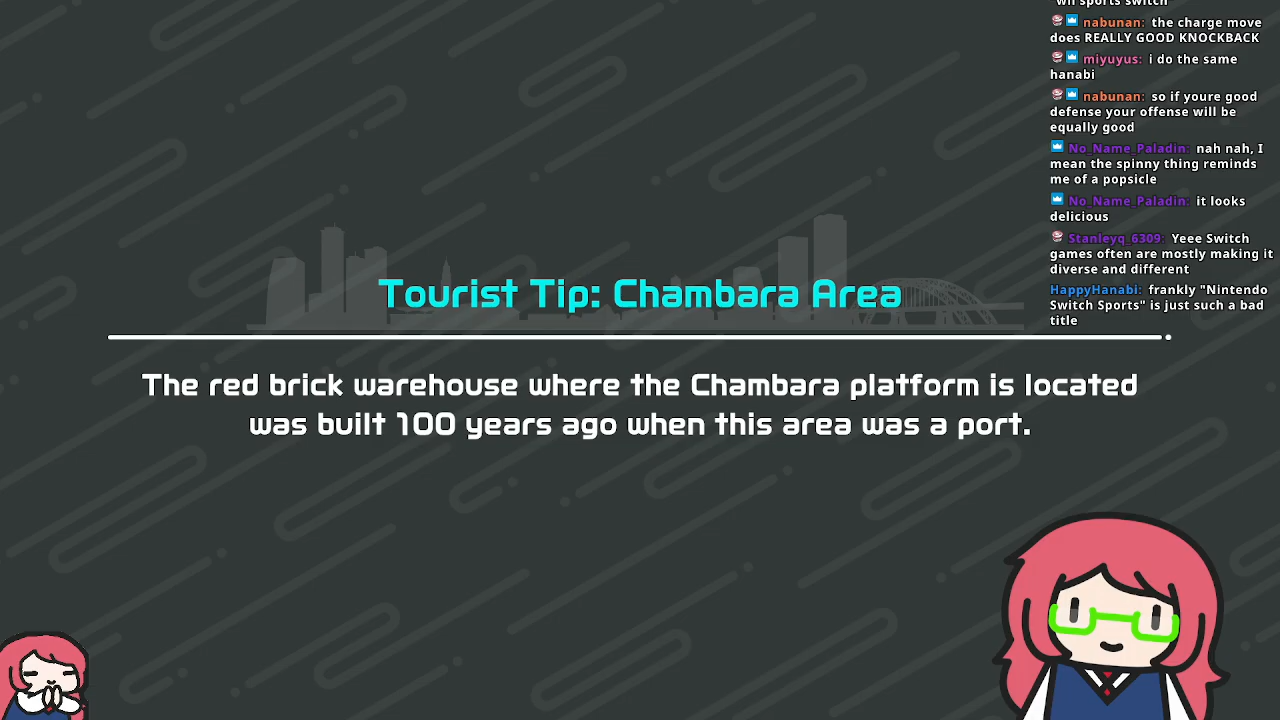 wii sports switch
nabunan: the charge move
does REALLY GOOD KNOCKBACK
miyuyus: i do the same
hanabi
nabunan: so if youre good
defense your offense will be
equally good
No_Name_Paladin: nah nah, I
mean the spinny thing reminds
me of a popsicle
No_Name_Paladin: it looks
delicious
Stanleyq_6309: Yeee Switch
games often are mostly making it
diverse and different
HappyHanabi: frankly "Nintendo
Switch Sports" is just such a bad
title
Tourist Tip: Chambara Area
The red brick warehouse where the Chambara platform is located
was built 100 years ago when this area was a port.